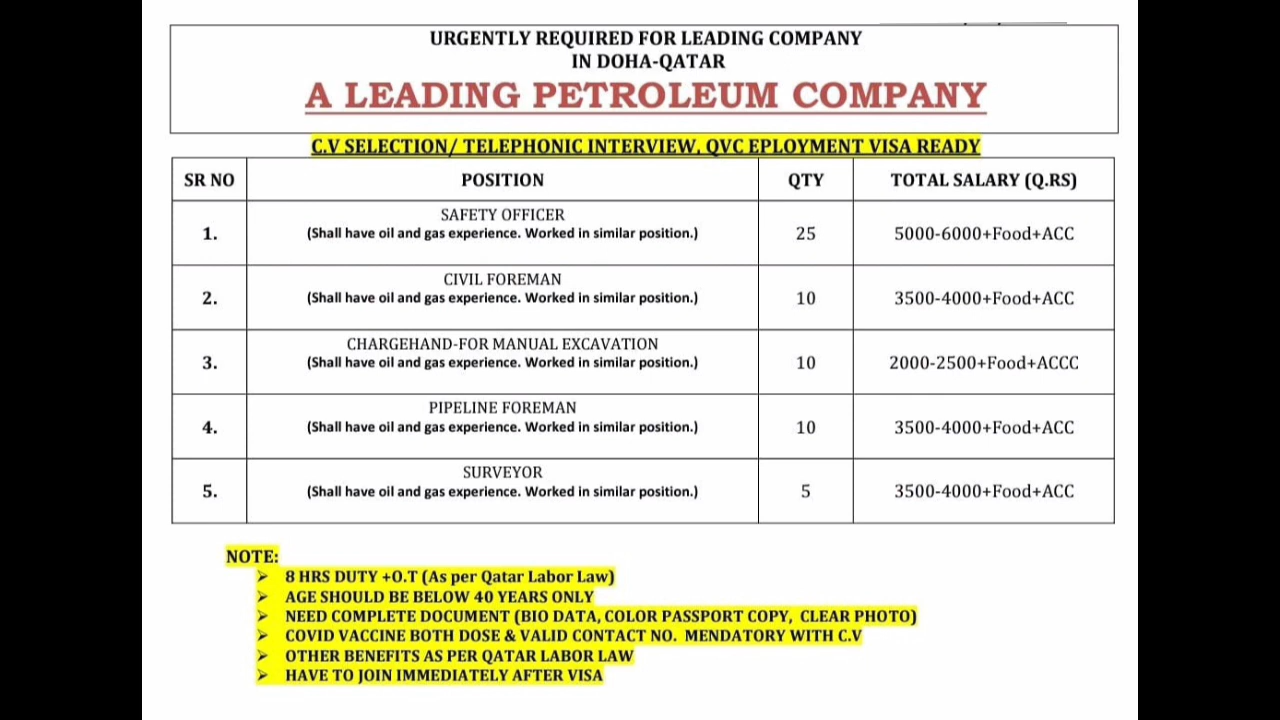 URGENTLY REQUIRED FOR LEADING COMPANY
IN DOHA-QATAR
A LEADING PETROLEUM COMPANY
C.V SELECTION/ TELEPHONIC INTERVIEW, QVC EPLOYMENT VISA READY
SR NO POSITION QTY TOTAL SALARY (Q.RS)
SAFETY OFFICER
1. (Shall have oil and gas experience. Worked in similar position.) 25 5000-6000+Food+ACC
CIVIL FOREMAN
2. (Shall have oil and gas experience. Worked in similar position.) 10 3500-4000+Food+ACC
CHARGEHAND-FOR MANUAL EXCAVATION
3. (Shall have oil and gas experience. Worked in similar position.) 10 2000-2500+Food+ACCC
PIPELINE FOREMAN
4. (Shall have oil and gas experience. Worked in similar position.) 10 3500-4000+Food+ACC
SURVEYOR
5. (Shall have oil and gas experience. Worked in similar position.) 5 3500-4000+Food+ACC
NOTE:
➢ 8 HRS DUTY +O.T (As per Qatar Labor Law)
➢ AGE SHOULD BE BELOW 40 YEARS ONLY
➢ NEED COMPLETE DOCUMENT (BIO DATA, COLOR PASSPORT COPY, CLEAR PHOTO)
➢ COVID VACCINE BOTH DOSE & VALID CONTACT NO. MENDATORY WITH C.V
➢ OTHER BENEFITS AS PER QATAR LABOR LAW
➢ HAVE TO JOIN IMMEDIATELY AFTER VISA